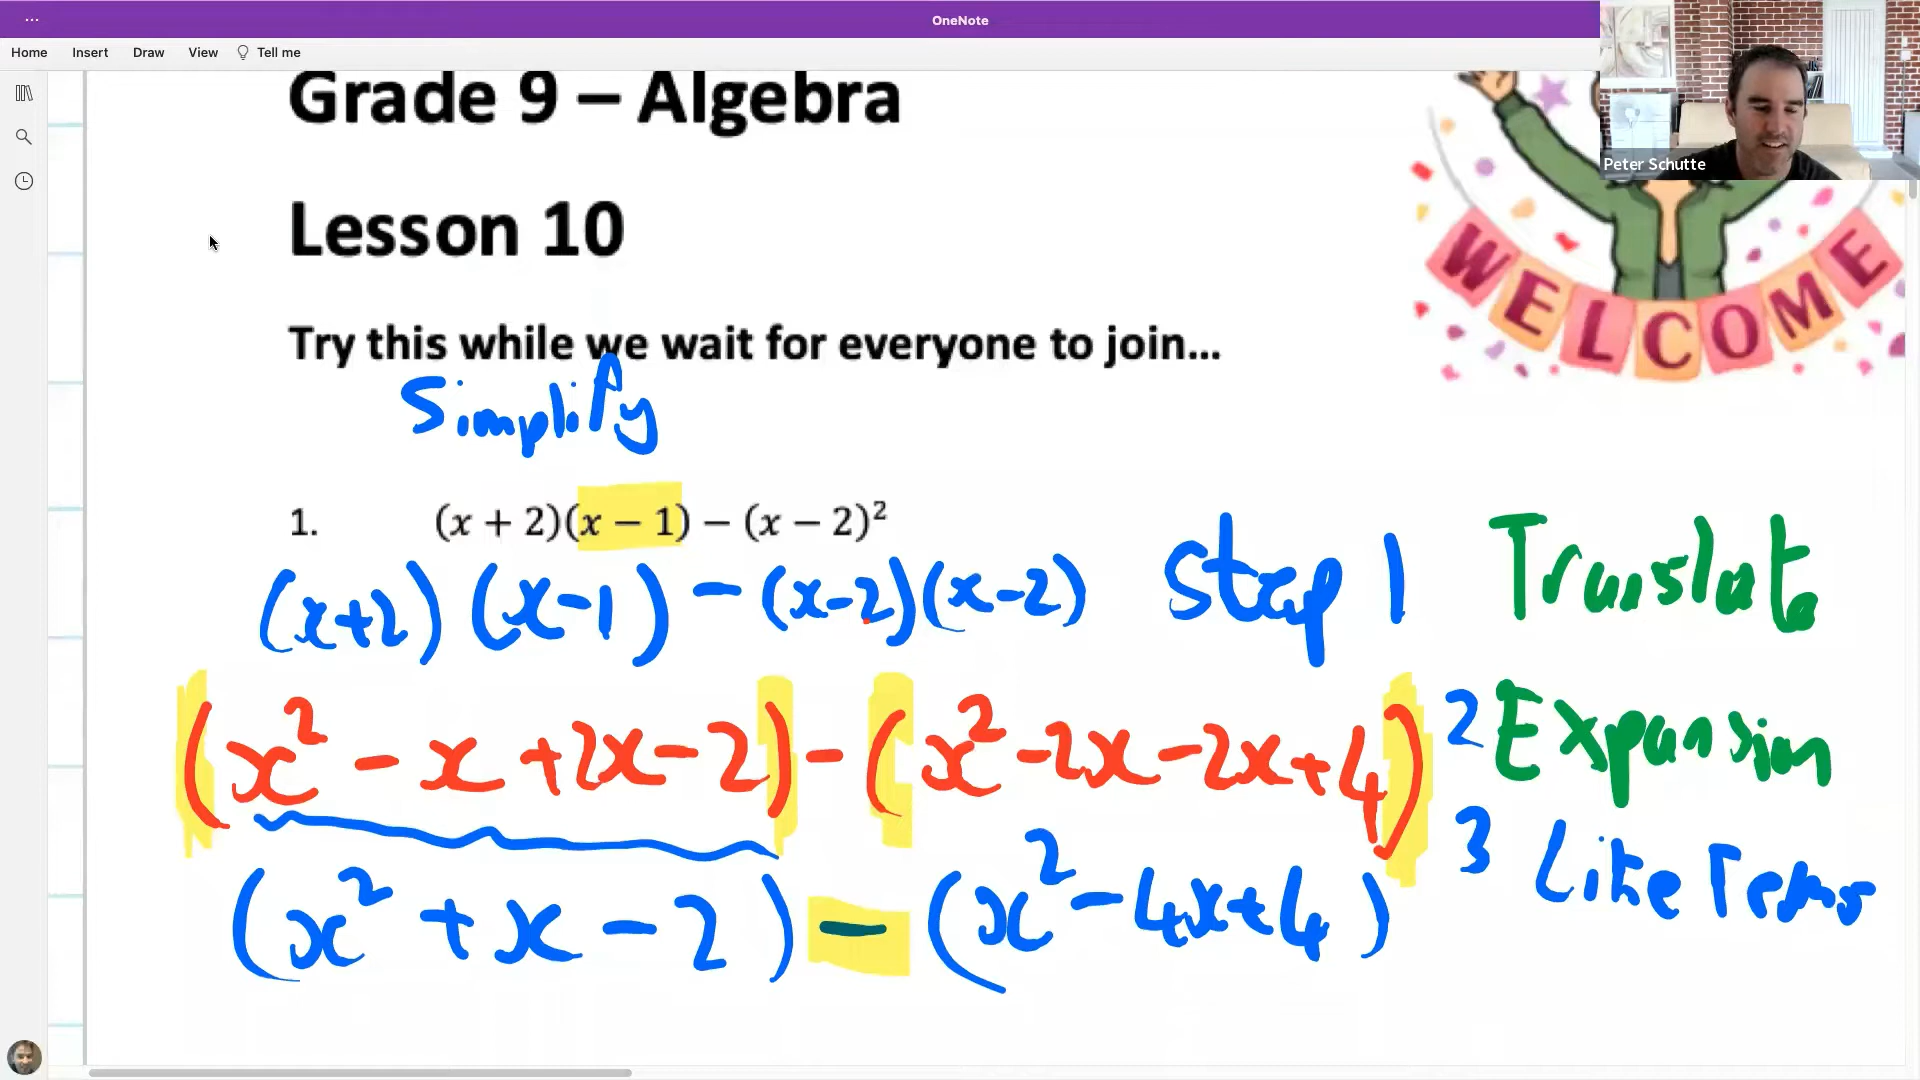 OneNote
Home Insert Draw View Tell me
Peter Schutte
Grade 9 – Algebra
Lesson 10
WELCOME
Try this while we wait for everyone to join...
Simplify
1. (x + 2)(x − 1) − (x − 2)²
(x+2) (x-1) - (x-2)(x-2) Step 1 Translate
(x² - x + 2x - 2) - (x² - 2x - 2x + 4) 2 Expansion
3 Like Terms
(x² + x - 2) - (x² - 4x + 4)